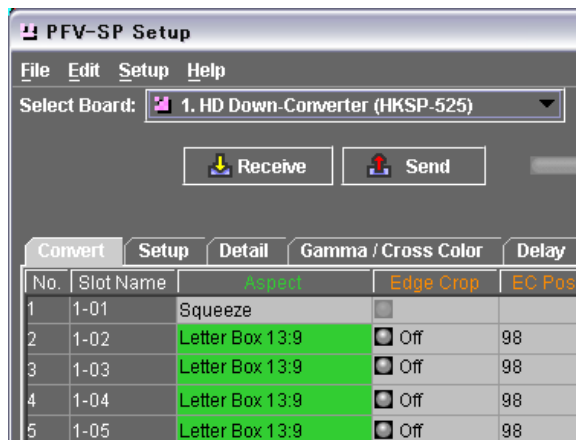 PFV-SP Setup
File Edit Setup Help
Select Board: 1. HD Down-Converter (HKSP-525)
Receive Send
Convert Setup Detail Gamma / Cross Color Delay
No. Slot Name Aspect Edge Crop EC Pos
1 1-01 Squeeze
2 1-02 Letter Box 13:9 Off 98
3 1-03 Letter Box 13:9 Off 98
4 1-04 Letter Box 13:9 Off 98
5 1-05 Letter Box 13:9 Off 98